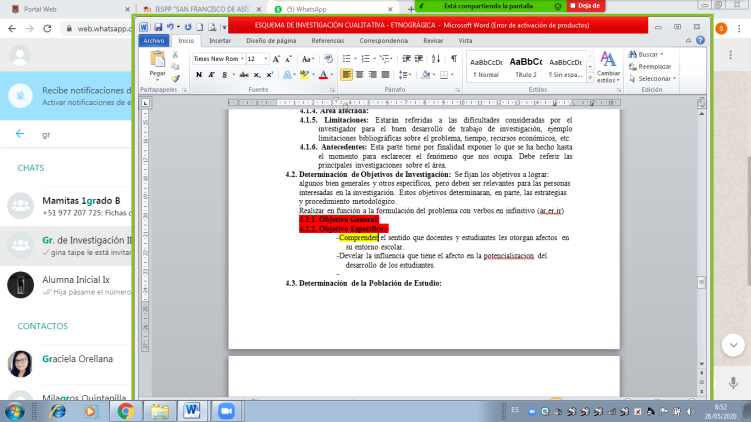 Portal Web
IESPP "SAN FRANCISCO DE ASÍ
(5) WhatsApp
Está compartiendo la pantalla
Deja de
web.whatsapp.c
ESQUEMA DE INVESTIGACIÓN CUALITATIVA - ETNOGRÁGICA - Microsoft Word (Error de activación de productos)
Archivo Inicio Insertar Diseño de página Referencias Correspondencia Revisar Vista
Times New Rom 12
Pegar
N K S abc x₂ x²
AaBbCcDc AaBbCc AaBbCcDc
¶ Normal Título 2 ¶ Sin espa...
Cambiar estilos
Buscar
Reemplazar
Seleccionar
Portapapeles Fuente Párrafo Estilos Edición
Recibe notificaciones d
Activar notificaciones de e
gr
CHATS
Mamitas 1grado B
+51 977 207 725: Fichas c
Gr. de Investigación II
gina taipe le está invitar
Alumna Inicial Ix
Hija pásame el número
CONTACTOS
Graciela Orellana
Milagros Quintanilla
4.1.4. Área afectada:
4.1.5. Limitaciones: Estarán referidas a las dificultades consideradas por el
investigador para el buen desarrollo de trabajo de investigación, ejemplo
limitaciones bibliográficas sobre el problema, tiempo, recursos económicos, etc.
4.1.6. Antecedentes: Esta parte tiene por finalidad exponer lo que se ha hecho hasta
el momento para esclarecer el fenómeno que nos ocupa. Debe referir las
principales investigaciones sobre el área.
4.2. Determinación de Objetivos de Investigación: Se fijan los objetivos a lograr:
algunos bien generales y otros específicos, pero deben ser relevantes para las personas
interesadas en la investigación. Estos objetivos determinaran, en parte, las estrategias
y procedimiento metodológico.
Realizar en función a la formulación del problema con verbos en infinitivo (ar,er,ir)
4.2.1. Objetivo General:
4.2.2. Objetivo Específico:
-Comprender el sentido que docentes y estudiantes les otorgan afectos en
su entorno escolar.
-Develar la influencia que tiene el afecto en la potencializacion del
desarrollo de los estudiantes.
-
4.3. Determinación de la Población de Estudio:
ES
8:52
26/05/2020